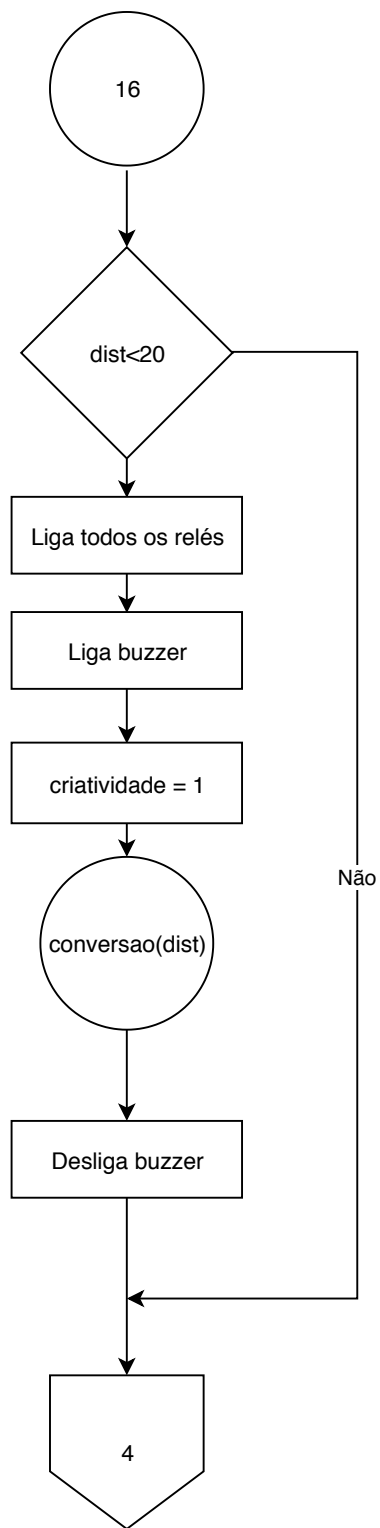 16
dist<20
Liga todos os relés
Liga buzzer
criatividade = 1
Não
conversao(dist)
Desliga buzzer
4